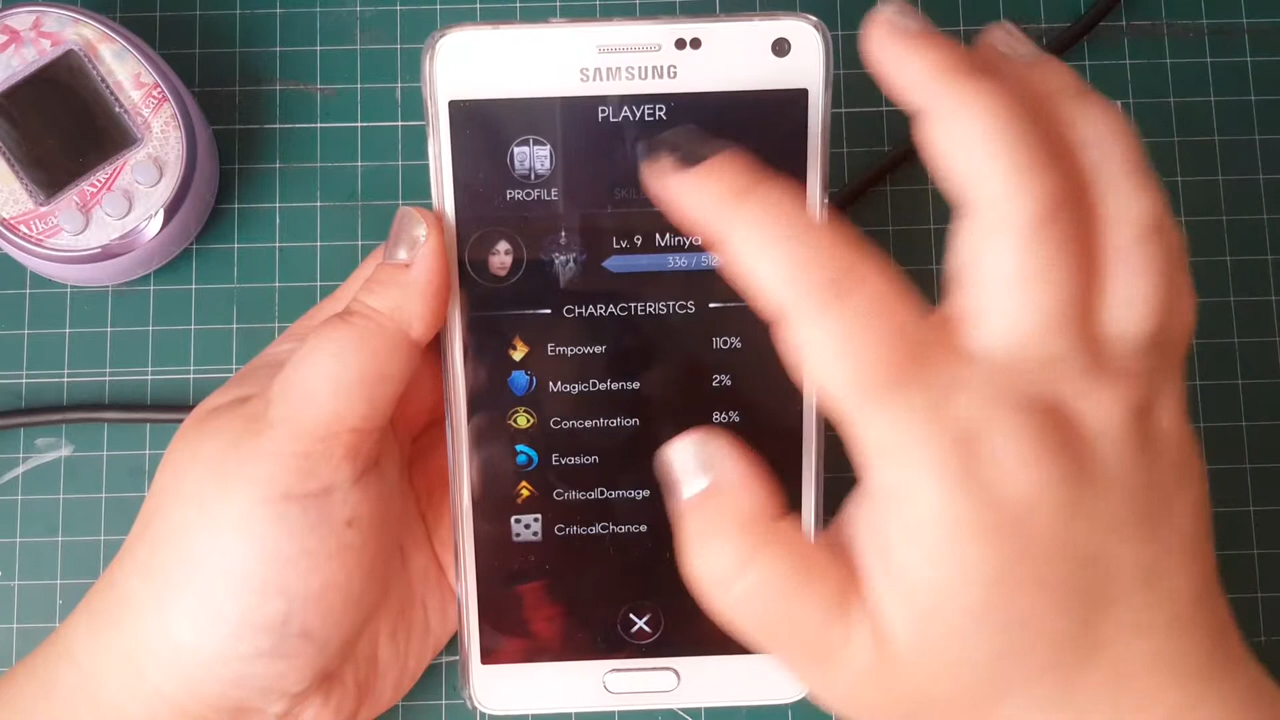 SAMSUNG
PLAYER
PROFILE
Lv. 9 Minya
336 / 512
CHARACTERISTCS
Empower 110%
MagicDefense 2%
Concentration 86%
Evasion
CriticalDamage
CriticalChance